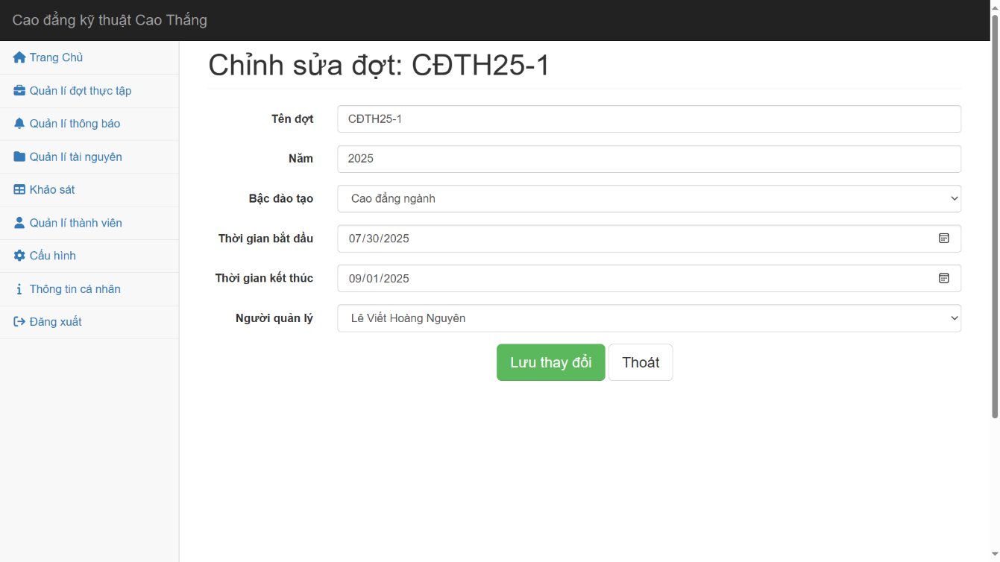 Cao đẳng kỹ thuật Cao Thắng
Trang Chủ
Quản lí đợt thực tập
Quản lí thông báo
Quản lí tài nguyên
Khảo sát
Quản lí thành viên
Cấu hình
Thông tin cá nhân
Đăng xuất
Chỉnh sửa đợt: CĐTH25-1
Tên đợt CĐTH25-1
Năm 2025
Bậc đào tạo Cao đẳng ngành
Thời gian bắt đầu 07/30/2025
Thời gian kết thúc 09/01/2025
Người quản lý Lê Viết Hoàng Nguyên
Lưu thay đổi Thoát